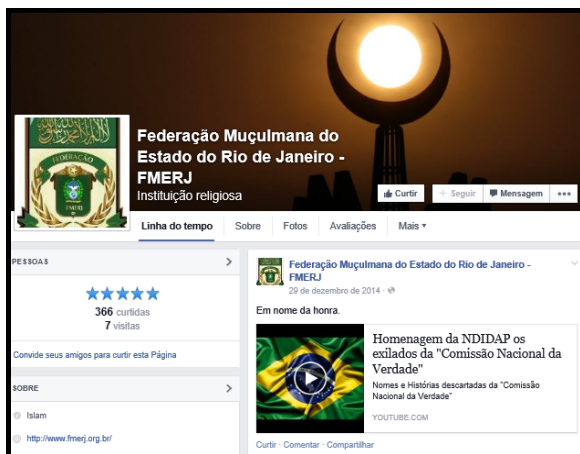 Federação Muçulmana do
Estado do Rio de Janeiro -
FMERJ
Instituição religiosa
Curtir
+ Seguir
Mensagem
FEDERAÇÃO
FMERJ
Linha do tempo
Sobre
Fotos
Avaliações
Mais
PESSOAS
366 curtidas
7 visitas
Convide seus amigos para curtir esta Página
SOBRE
Islam
http://www.fmerj.org.br/
Federação Muçulmana do Estado do Rio de Janeiro -
FMERJ
29 de dezembro de 2014 ·
Em nome da honra.
Homenagem da NDIDAP os
exilados da "Comissão Nacional da
Verdade"
Nomes e Histórias descartadas da "Comissão
Nacional da Verdade"
YOUTUBE.COM
Curtir · Comentar · Compartilhar